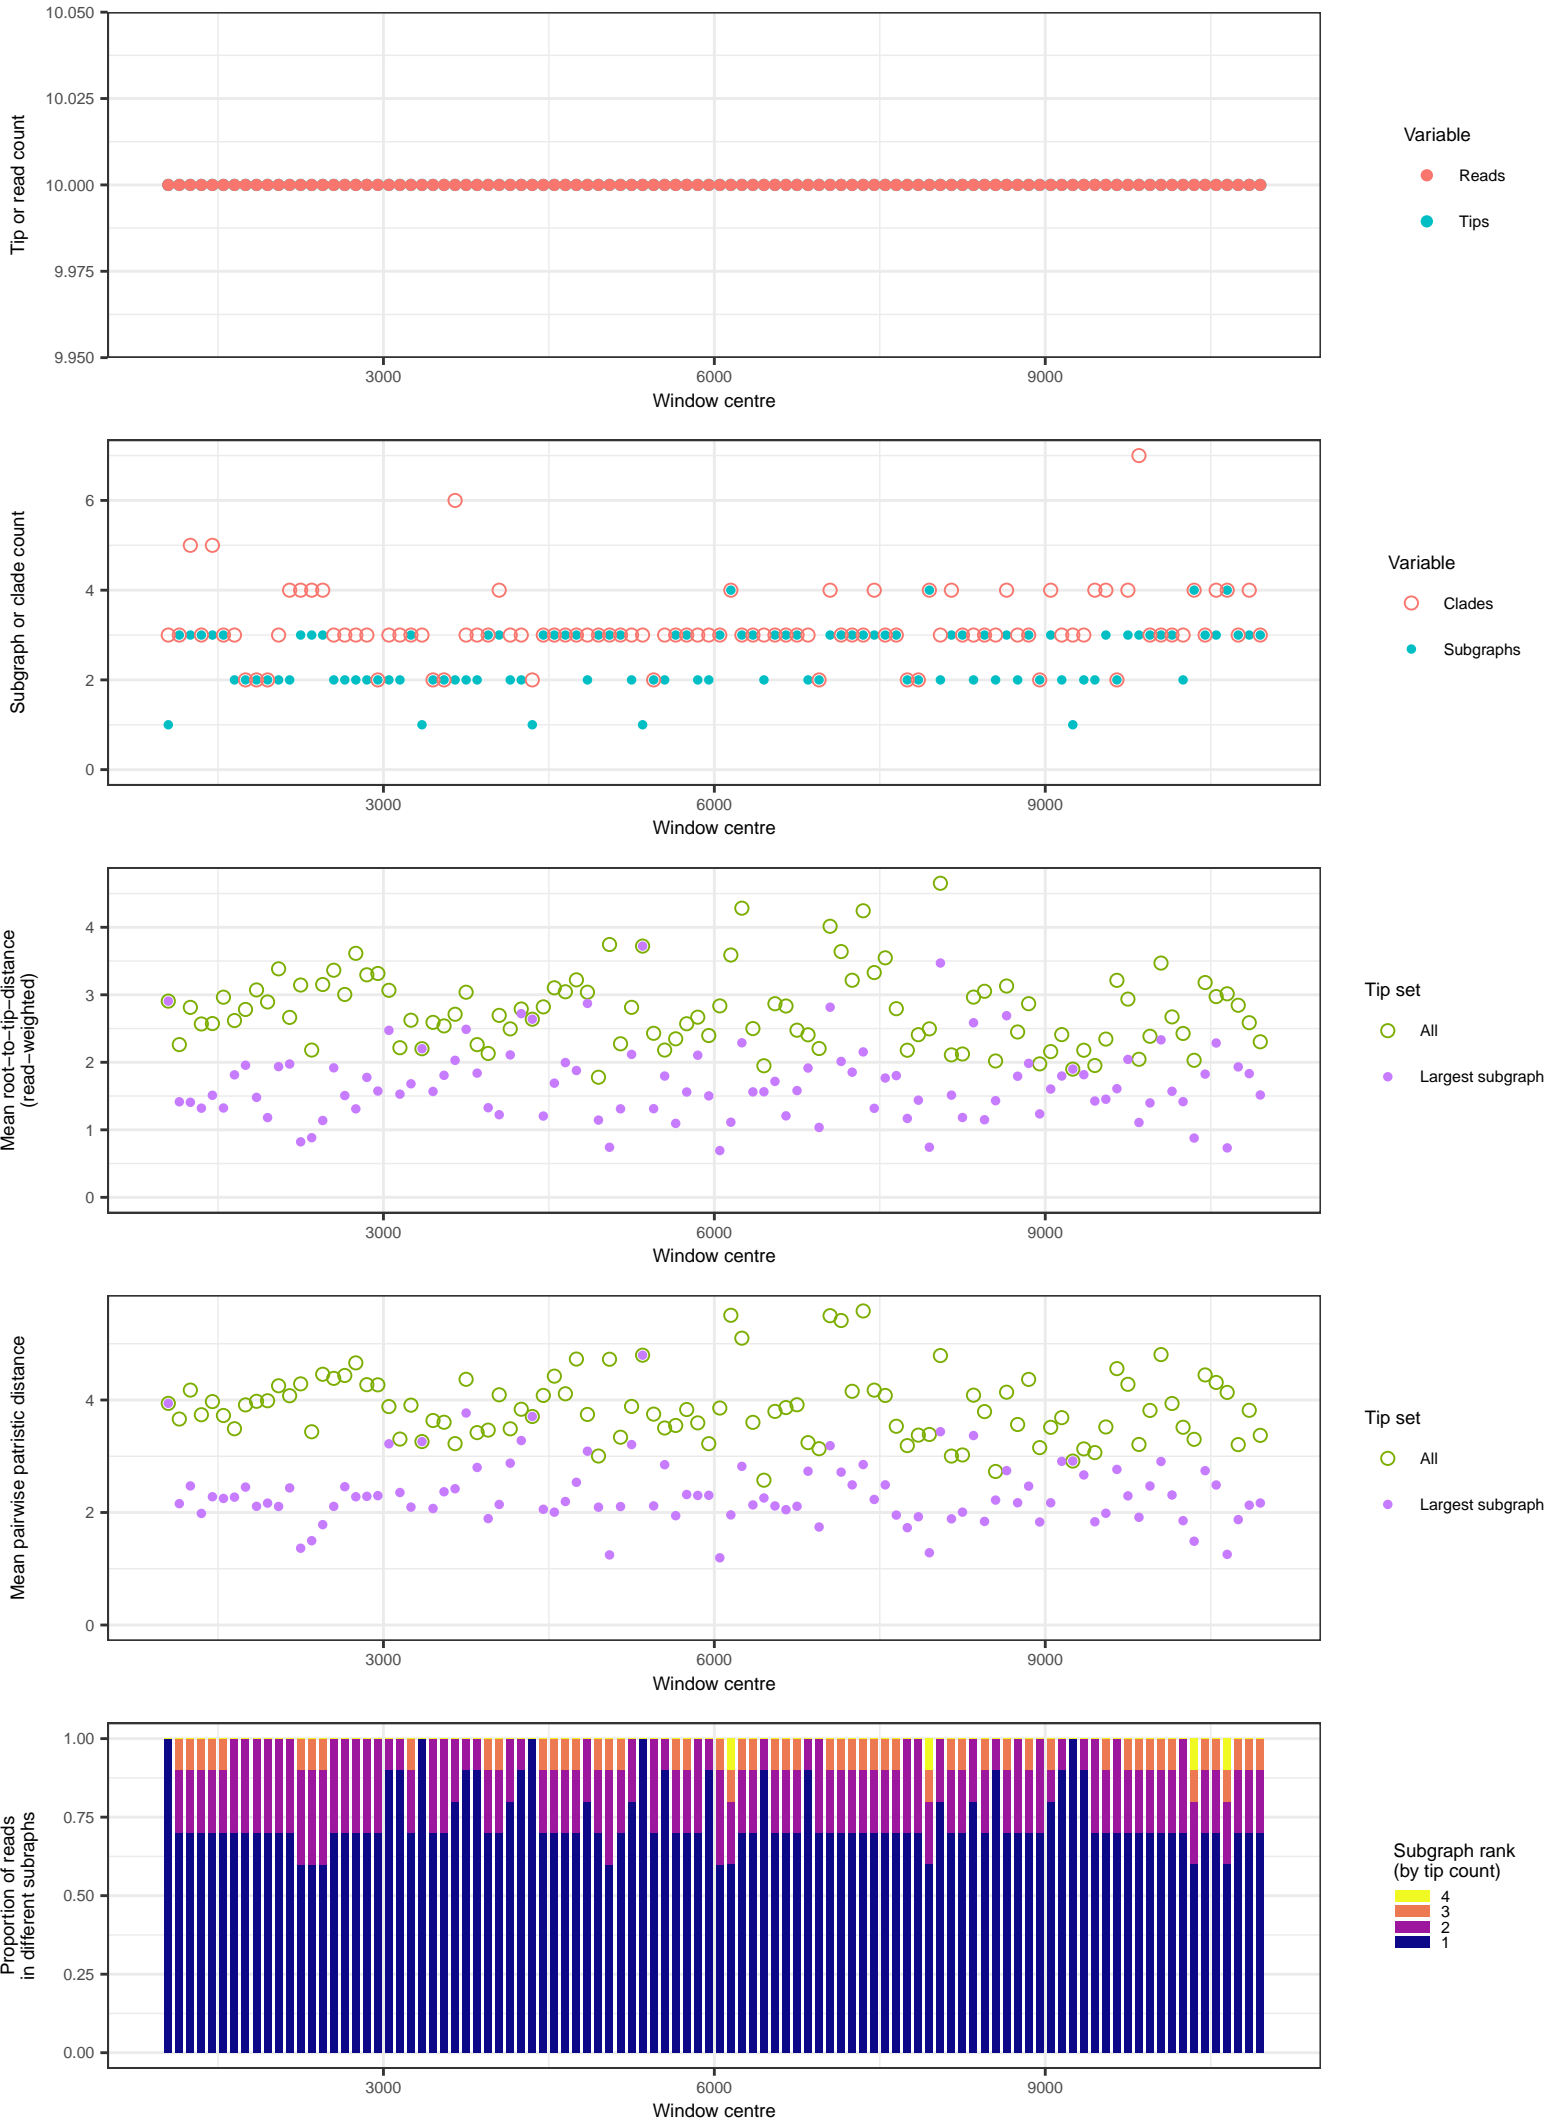 10.050
10.025
10.000
9.975
9.950
Tip or read count
3000
6000
9000
Window centre
Variable
Reads
Tips
6
4
2
0
Subgraph or clade count
3000
6000
9000
Window centre
Variable
Clades
Subgraphs
4
3
2
1
0
Mean root−to−tip−distance
(read−weighted)
3000
6000
9000
Window centre
Tip set
All
Largest subgraph
4
2
0
Mean pairwise patristic distance
3000
6000
9000
Window centre
Tip set
All
Largest subgraph
1.00
0.75
0.50
0.25
0.00
Proportion of reads
in different subraphs
3000
6000
9000
Window centre
Subgraph rank
(by tip count)
4
3
2
1